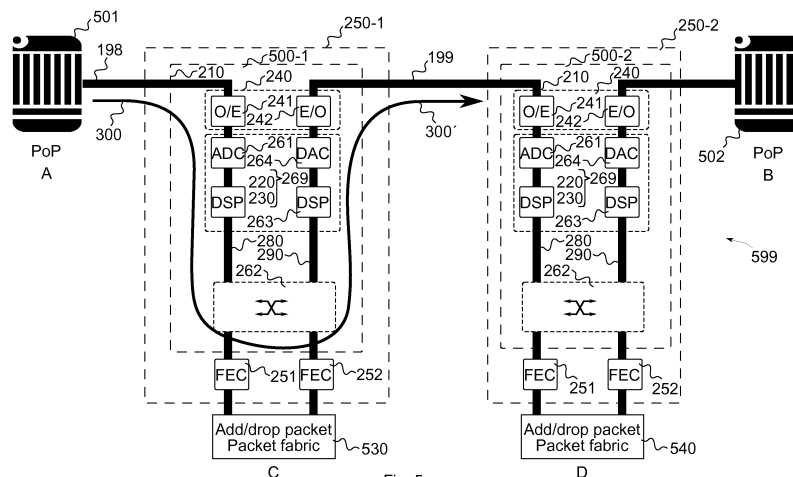 501
250-1
250-2
198
500-1
199
500-2
210
240
210
240
O/E
241
E/O
O/E
241
E/O
242
242
300
300´
502
PoP
A
PoP
B
ADC
261
DAC
ADC
261
DAC
264
264
220
269
220
269
230
230
DSP
DSP
DSP
DSP
263
263
280
280
290
290
599
262
262
FEC
251
FEC
252
FEC
251
FEC
252
Add/drop packet
Packet fabric
530
Add/drop packet
Packet fabric
540
C
D